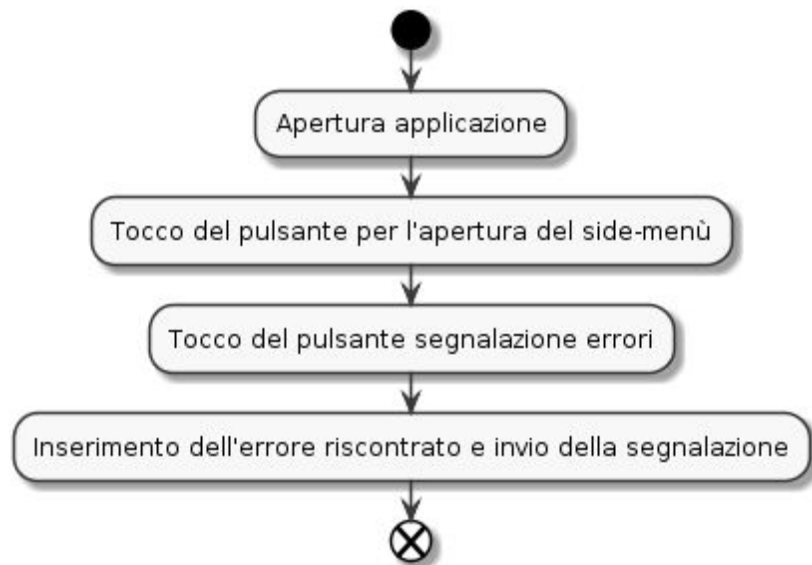 Apertura applicazione
Tocco del pulsante per l'apertura del side-menù
Tocco del pulsante segnalazione errori
Inserimento dell'errore riscontrato e invio della segnalazione